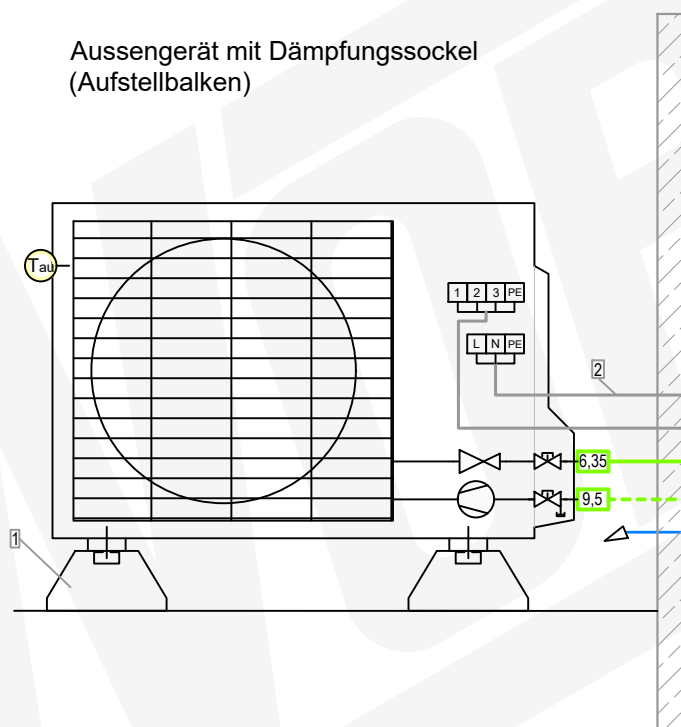 Aussengerät mit Dämpfungssockel
(Aufstellbalken)
Tau
1 2 3 PE
L N PE
2
6,35
9,5
1